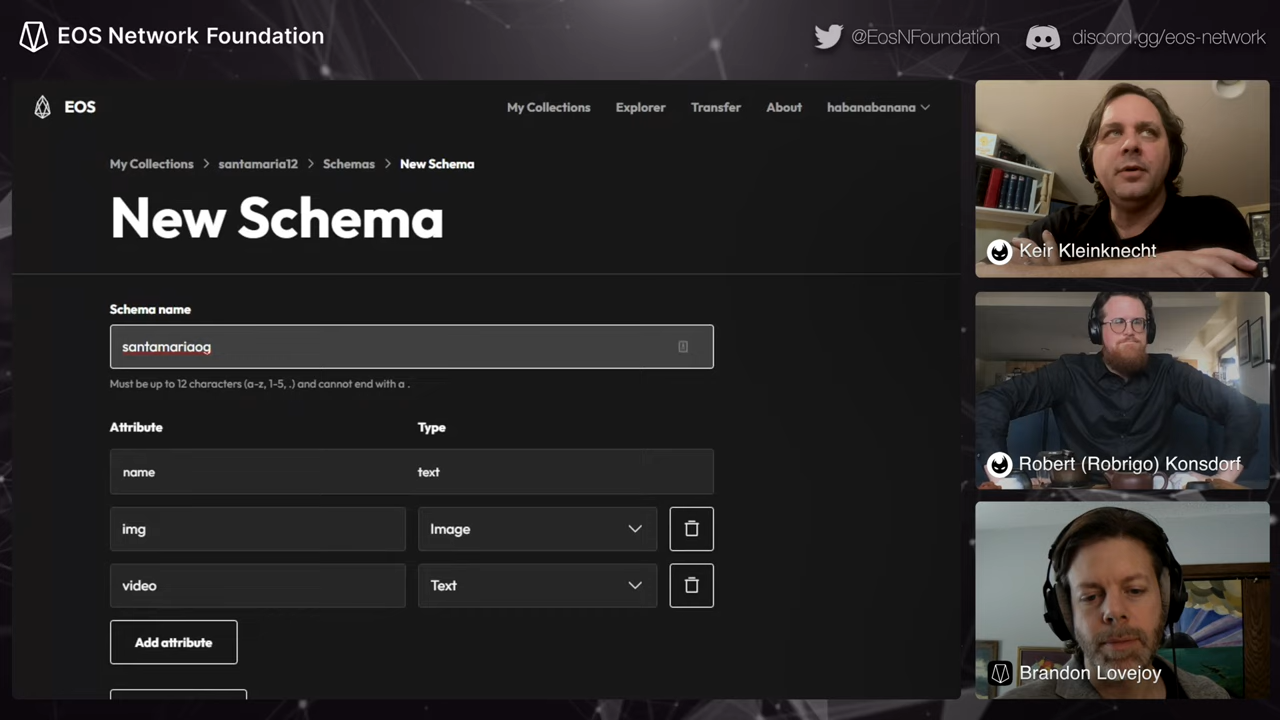 EOS Network Foundation
@EosNFoundation
discord.gg/eos-network
EOS
My Collections Explorer Transfer About habanabanana
My Collections > santamaria12 > Schemas > New Schema
New Schema
Schema name
santamariaog
Must be up to 12 characters (a-z, 1-5, .) and cannot end with a .
Attribute Type
name text
img Image
video Text
Add attribute
Keir Kleinknecht
Robert (Robrigo) Konsdorf
Brandon Lovejoy